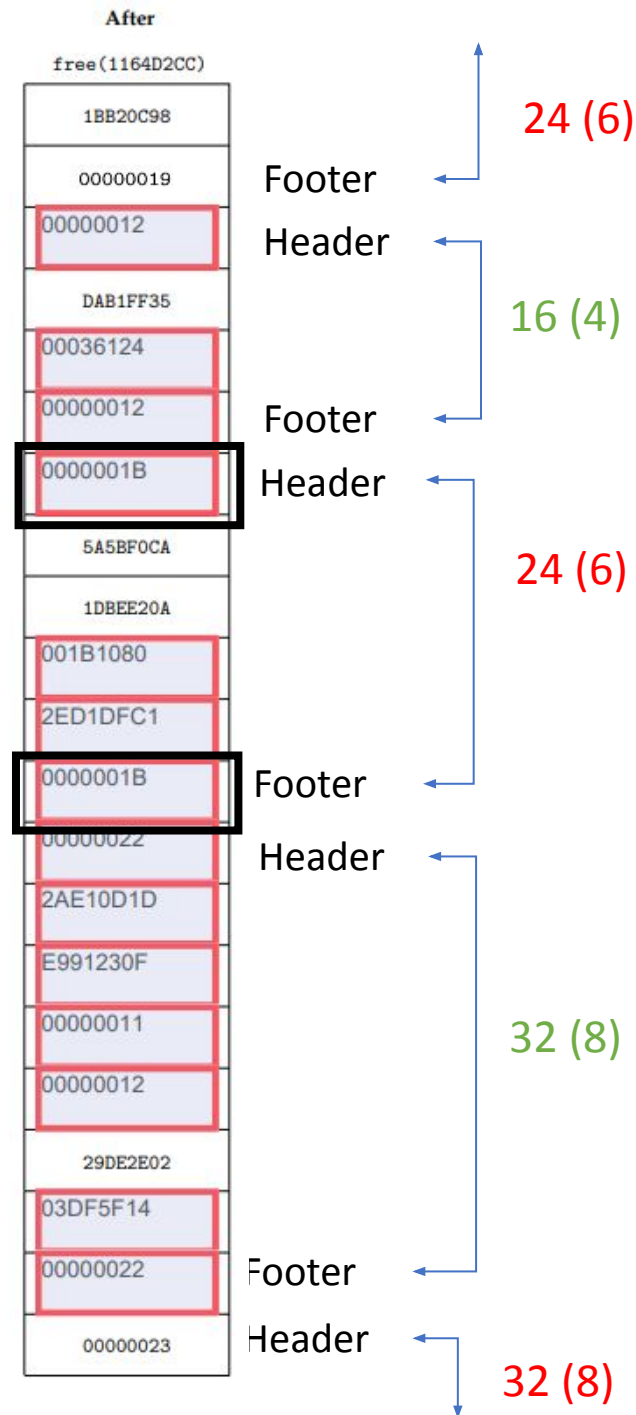 After
free(1164D2CC)
1BB20C98
24 (6)
00000019 Footer
00000012 Header
DAB1FF35
16 (4)
00036124
00000012 Footer
0000001B Header
5A5BF0CA
24 (6)
1DBEE20A
001B1080
2ED1DFC1
0000001B Footer
00000022 Header
2AE10D1D
E991230F
00000011
32 (8)
00000012
29DE2E02
03DF5F14
00000022 Footer
00000023 Header
32 (8)